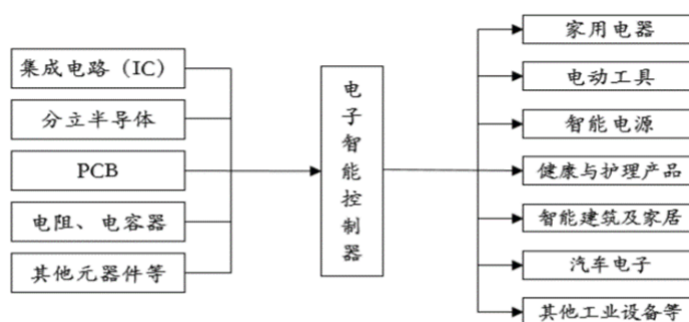 集成电路（IC）
分立半导体
PCB
电阻、电容器
其他元器件等
电子智能控制器
家用电器
电动工具
智能电源
健康与护理产品
智能建筑及家居
汽车电子
其他工业设备等